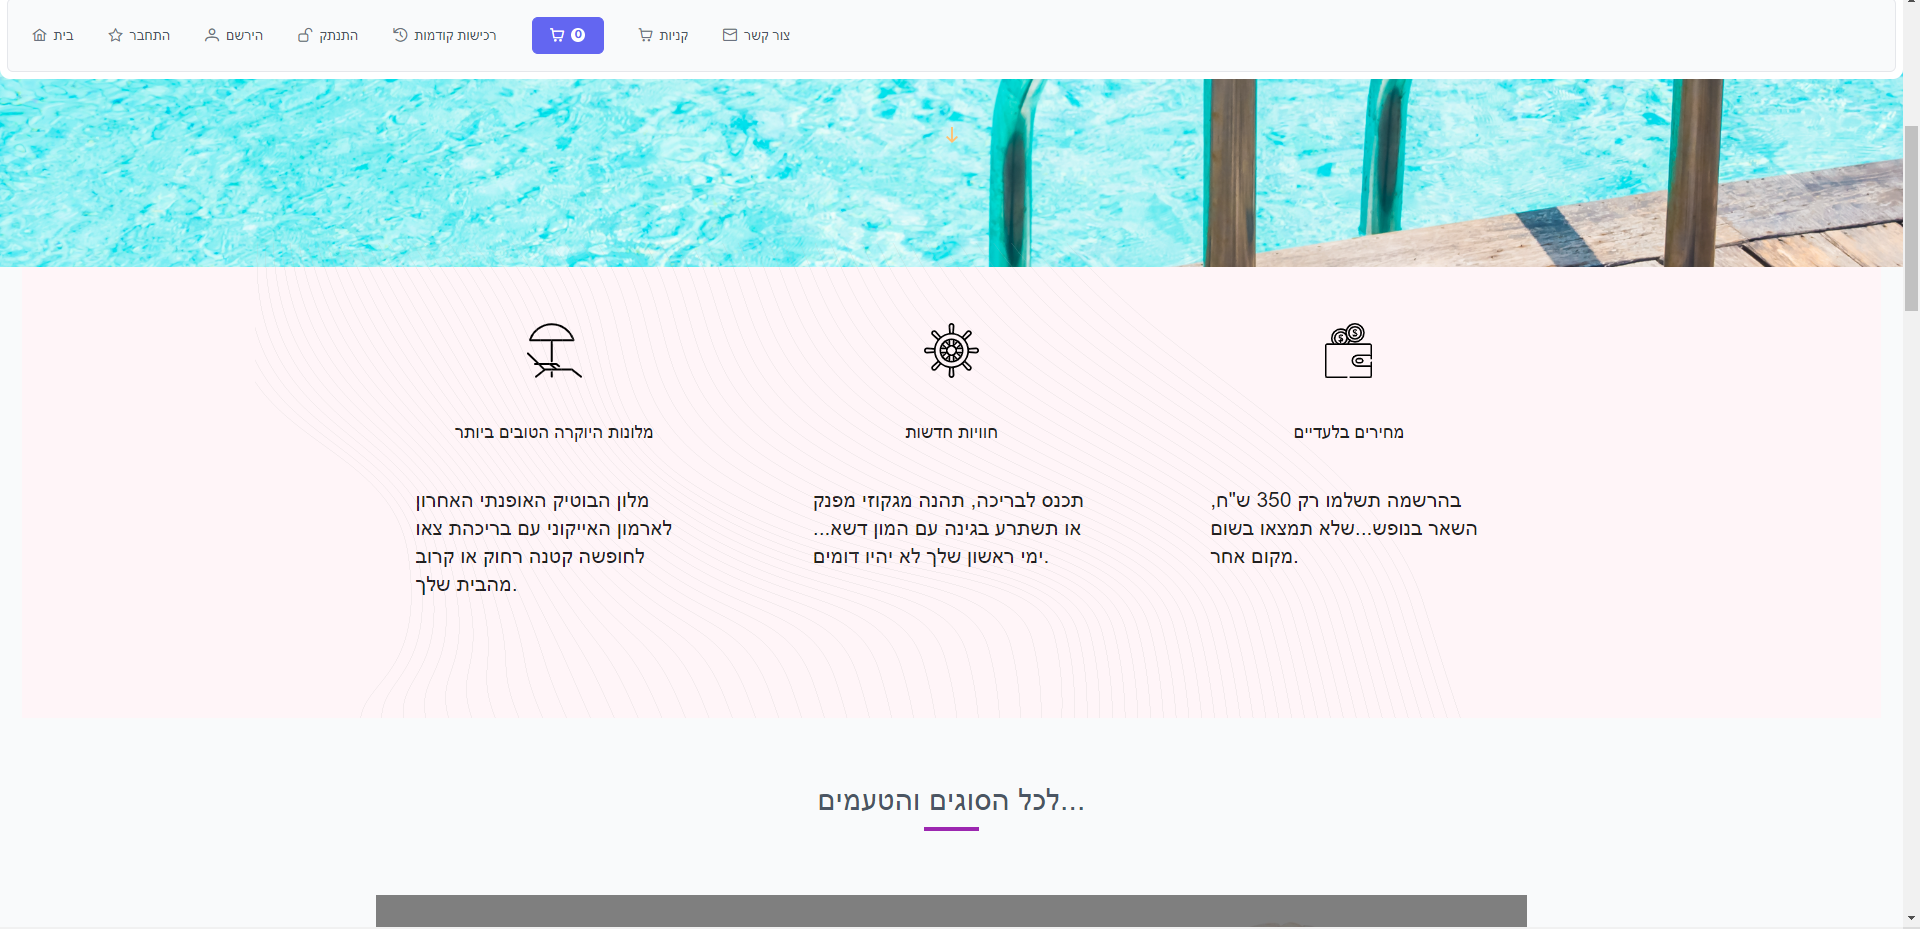 בית
התחבר
הירשם
התנתק
רכישות קודמות
0
קניות
צור קשר
מלונות היוקרה הטובים ביותר
חוויות חדשות
מחירים בלעדיים
מלון הבוטיק האופנתי האחרון
לארמון האייקוני עם בריכהת צאו
לחופשה קטנה רחוק או קרוב
מהבית שלך.
תכנס לבריכה, תהנה מגקוזי מפנק
או תשתרע בגינה עם המון דשא...
ימי ראשון שלך לא יהיו דומים.
בהרשמה תשלמו רק 350 ש"ח,
השאר בנופש...שלא תמצאו בשום
מקום אחר.
לכל הסוגים והטעמים...